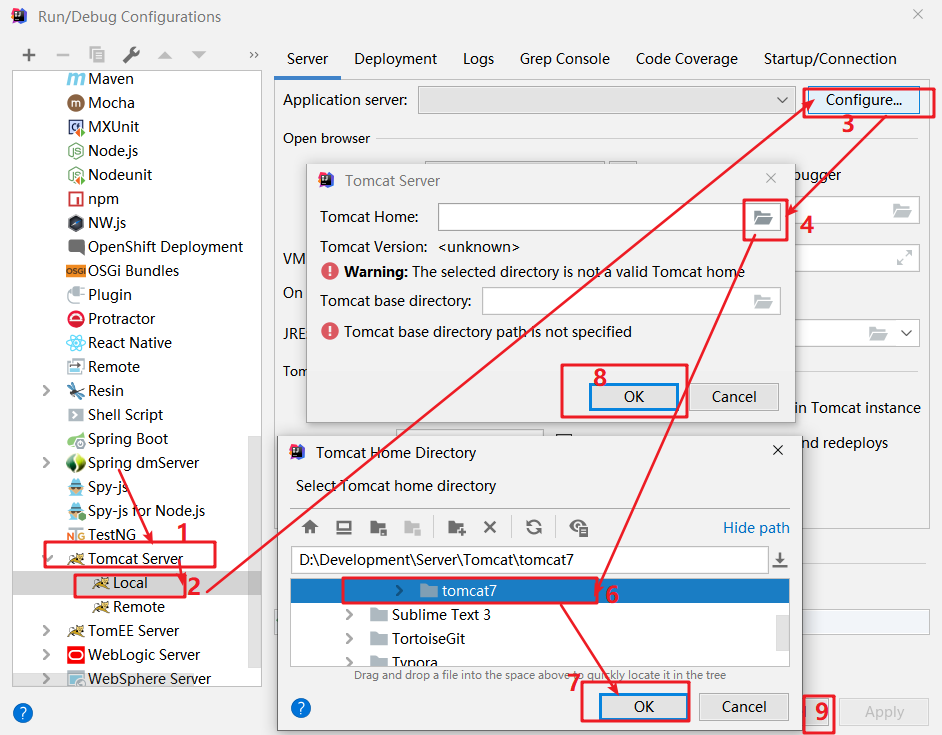 Run/Debug Configurations
Maven
Mocha
MXUnit
Node.js
Nodeunit
npm
NW.js
OpenShift Deployment
OSGi Bundles
Plugin
Protractor
React Native
Remote
Resin
Shell Script
Spring Boot
Spring dmServer
Spy-js
Spy-js for Node.js
TestNG
1
Tomcat Server
Local
2
Remote
TomEE Server
WebLogic Server
WebSphere Server
Server Deployment Logs Grep Console Code Coverage Startup/Connection
Application server: Configure...
3
Open browser
bugger
VM
On
JRE
Tom
in Tomcat instance
nd redeploys
Tomcat Server
Tomcat Home:
4
Tomcat Version: <unknown>
Warning: The selected directory is not a valid Tomcat home
Tomcat base directory:
Tomcat base directory path is not specified
8
OK Cancel
Tomcat Home Directory
Select Tomcat home directory
Hide path
D:\Development\Server\Tomcat\tomcat7
tomcat7
6
Sublime Text 3
TortoiseGit
Typora
Drag and drop a file into the space above to quickly locate it in the tree
7
OK Cancel
9
Apply